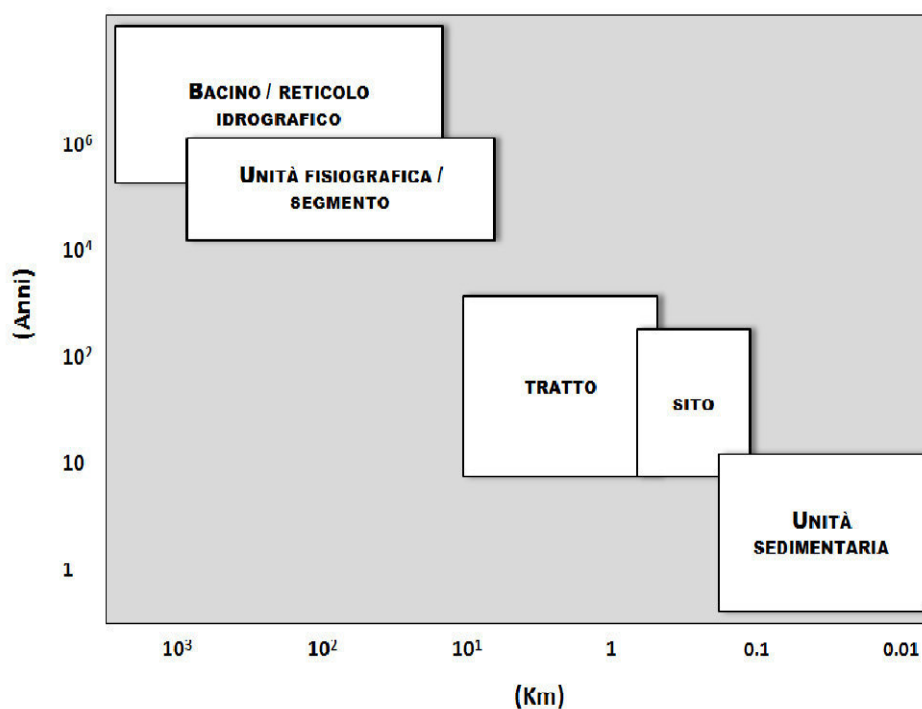 BACINO / RETICOLO
IDROGRAFICO
10⁶
UNITÀ FISIOGRAFICA /
SEGMENTO
10⁴
(Anni)
10²
TRATTO
SITO
10
UNITÀ
SEDIMENTARIA
1
10³ 10² 10¹ 1 0.1 0.01
(Km)